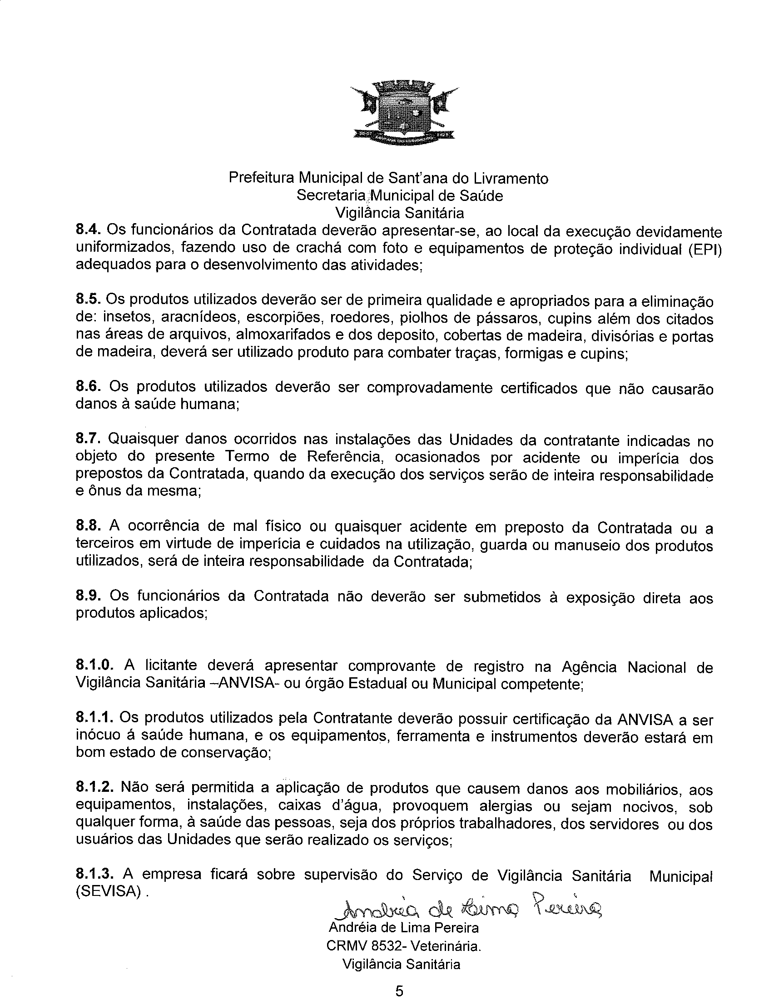 Prefeitura Municipal de Sant'ana do Livramento
Secretaria Municipal de Saúde
Vigilância Sanitária
8.4. Os funcionários da Contratada deverão apresentar-se, ao local da execução devidamente
uniformizados, fazendo uso de crachá com foto e equipamentos de proteção individual (EPI)
adequados para o desenvolvimento das atividades;
8.5. Os produtos utilizados deverão ser de primeira qualidade e apropriados para a eliminação
de: insetos, aracnídeos, escorpiões, roedores, piolhos de pássaros, cupins além dos citados
nas áreas de arquivos, almoxarifados e dos deposito, cobertas de madeira, divisórias e portas
de madeira, deverá ser utilizado produto para combater traças, formigas e cupins;
8.6. Os produtos utilizados deverão ser comprovadamente certificados que não causarão
danos à saúde humana;
8.7. Quaisquer danos ocorridos nas instalações das Unidades da contratante indicadas no
objeto do presente Termo de Referência, ocasionados por acidente ou imperícia dos
prepostos da Contratada, quando da execução dos serviços serão de inteira responsabilidade
e ônus da mesma;
8.8. A ocorrência de mal físico ou quaisquer acidente em preposto da Contratada ou a
terceiros em virtude de imperícia e cuidados na utilização, guarda ou manuseio dos produtos
utilizados, será de inteira responsabilidade da Contratada;
8.9. Os funcionários da Contratada não deverão ser submetidos à exposição direta aos
produtos aplicados;
8.1.0. A licitante deverá apresentar comprovante de registro na Agência Nacional de
Vigilância Sanitária –ANVISA- ou órgão Estadual ou Municipal competente;
8.1.1. Os produtos utilizados pela Contratante deverão possuir certificação da ANVISA a ser
inócuo á saúde humana, e os equipamentos, ferramenta e instrumentos deverão estará em
bom estado de conservação;
8.1.2. Não será permitida a aplicação de produtos que causem danos aos mobiliários, aos
equipamentos, instalações, caixas d'água, provoquem alergias ou sejam nocivos, sob
qualquer forma, à saúde das pessoas, seja dos próprios trabalhadores, dos servidores ou dos
usuários das Unidades que serão realizado os serviços;
8.1.3. A empresa ficará sobre supervisão do Serviço de Vigilância Sanitária Municipal
(SEVISA) .
Andréia de Lima Pereira
Andréia de Lima Pereira
CRMV 8532- Veterinária.
Vigilância Sanitária
5